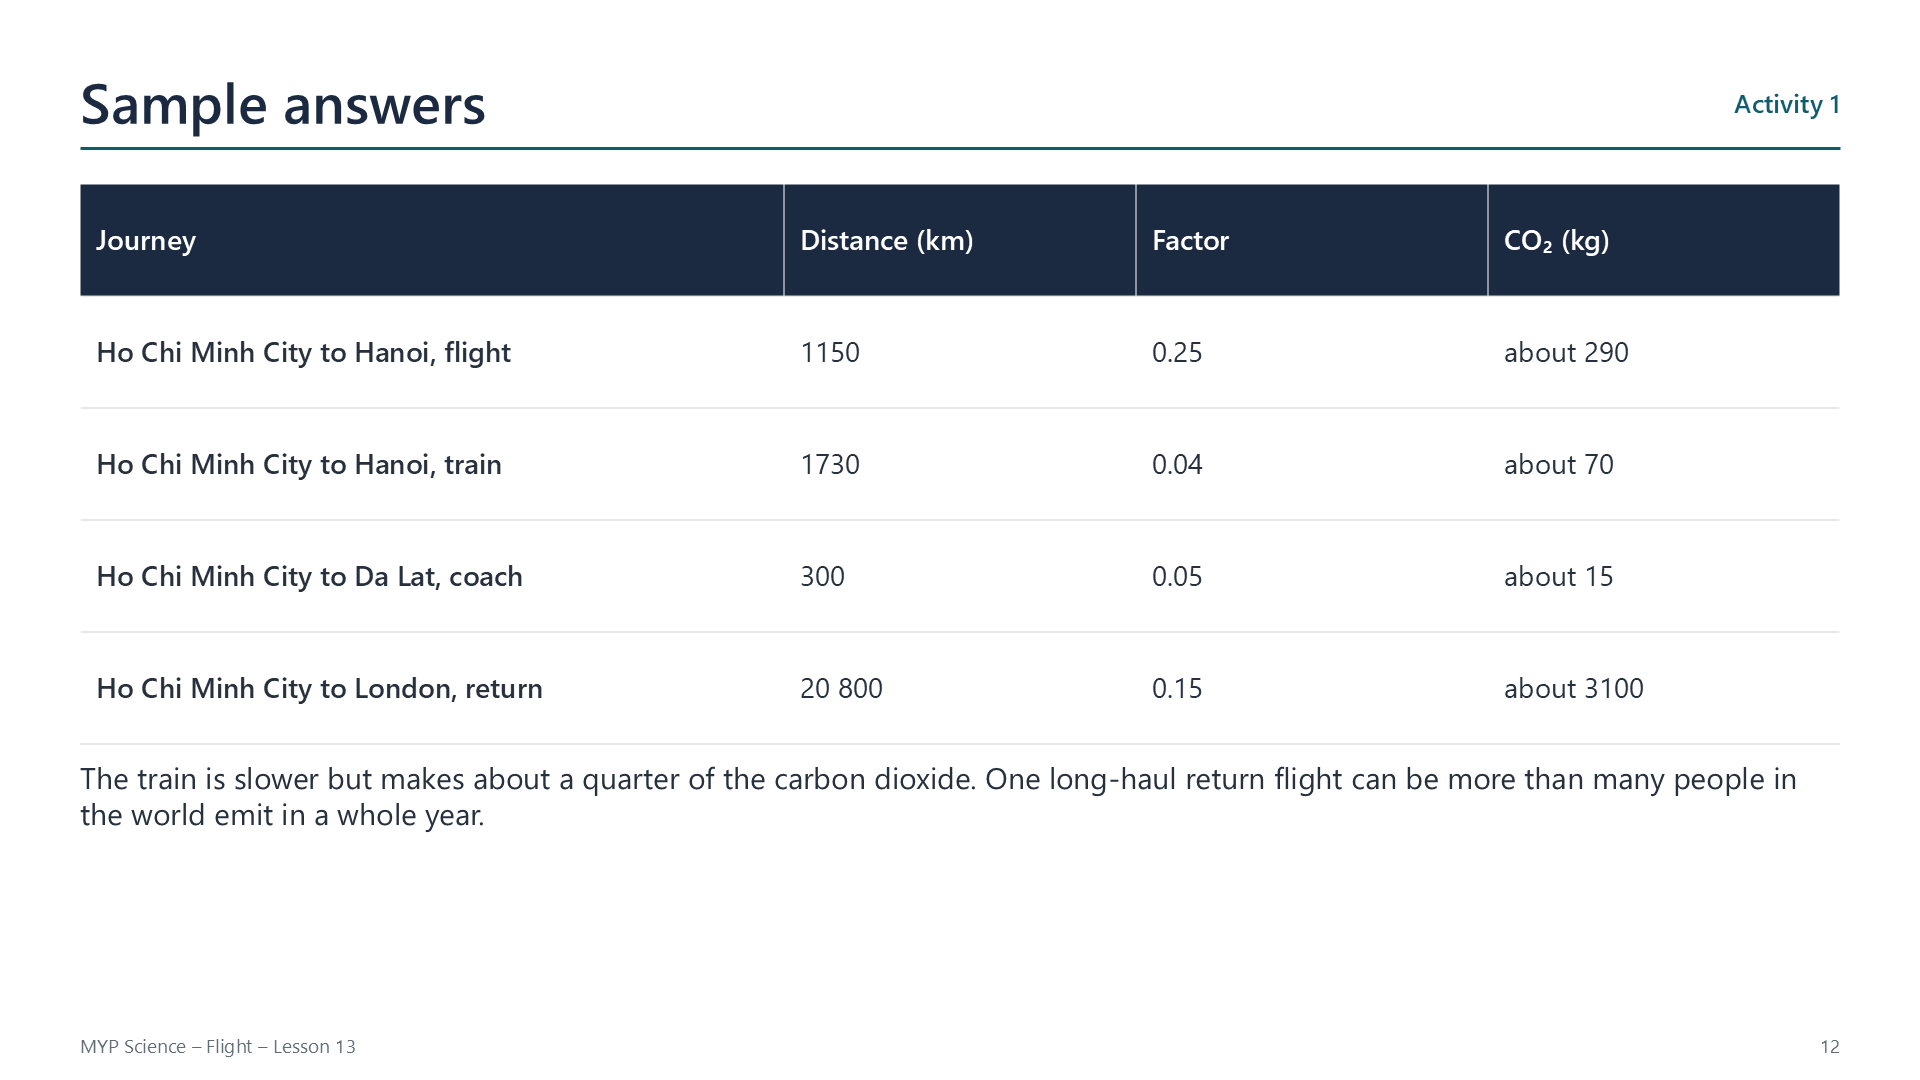 Sample answers
Activity 1
Journey Distance (km) Factor CO₂ (kg)
Ho Chi Minh City to Hanoi, flight 1150 0.25 about 290
Ho Chi Minh City to Hanoi, train 1730 0.04 about 70
Ho Chi Minh City to Da Lat, coach 300 0.05 about 15
Ho Chi Minh City to London, return 20 800 0.15 about 3100
The train is slower but makes about a quarter of the carbon dioxide. One long-haul return flight can be more than many people in
the world emit in a whole year.
MYP Science – Flight – Lesson 13
12